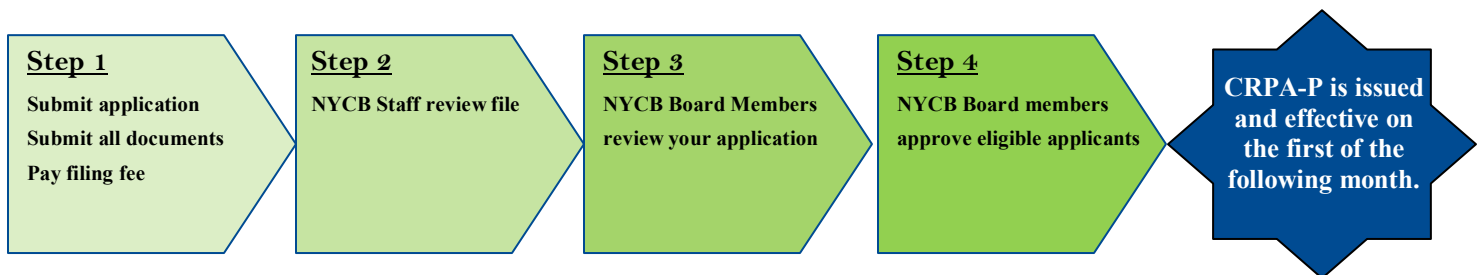 Step 1
Submit application
Submit all documents
Pay filing fee
Step 2
NYCB Staff review file
Step 3
NYCB Board Members
review your application
Step 4
NYCB Board members
approve eligible applicants
CRPA-P is issued
and effective on
the first of the
following month.